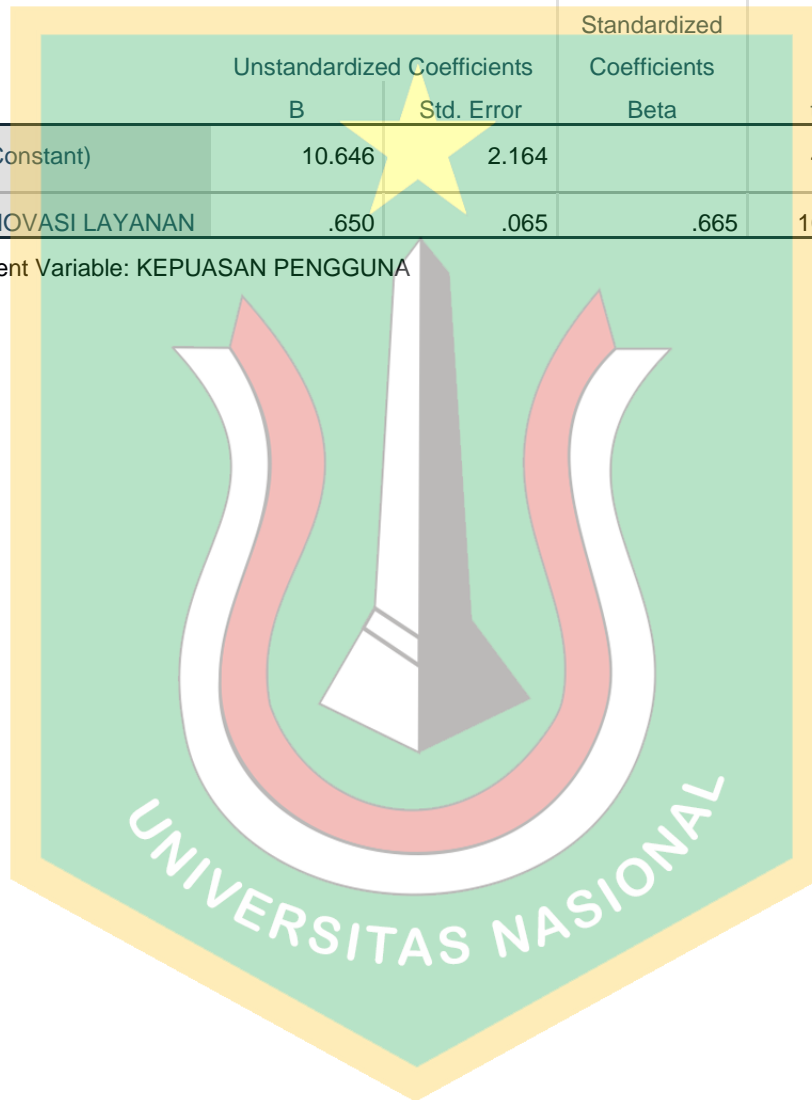 Standardized
Unstandardized Coefficients Coefficients
B Std. Error Beta
Constant) 10.646 2.164
OVASI LAYANAN .650 .065 .665
ent Variable: KEPUASAN PENGGUNA
UNIVERSITAS NASIONAL